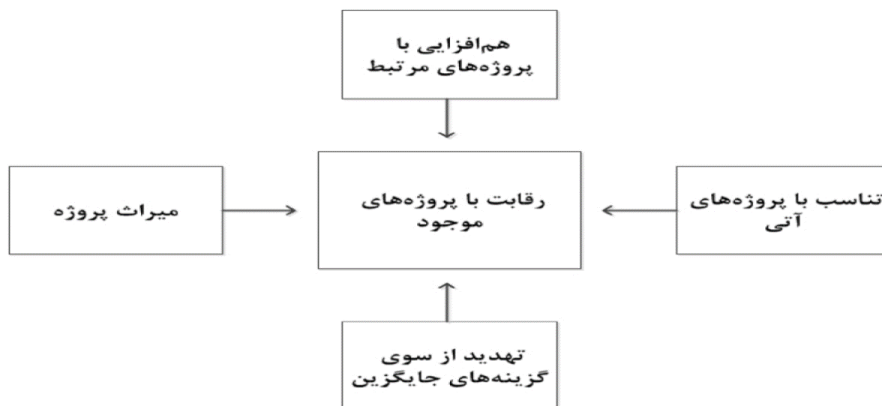 هم‌افزایی با
پروژه‌های مرتبط
تناسب با پروژه‌های
آتی
رقابت با پروژه‌های
موجود
میراث پروژه
تهدید از سوی
گزینه‌های جایگزین